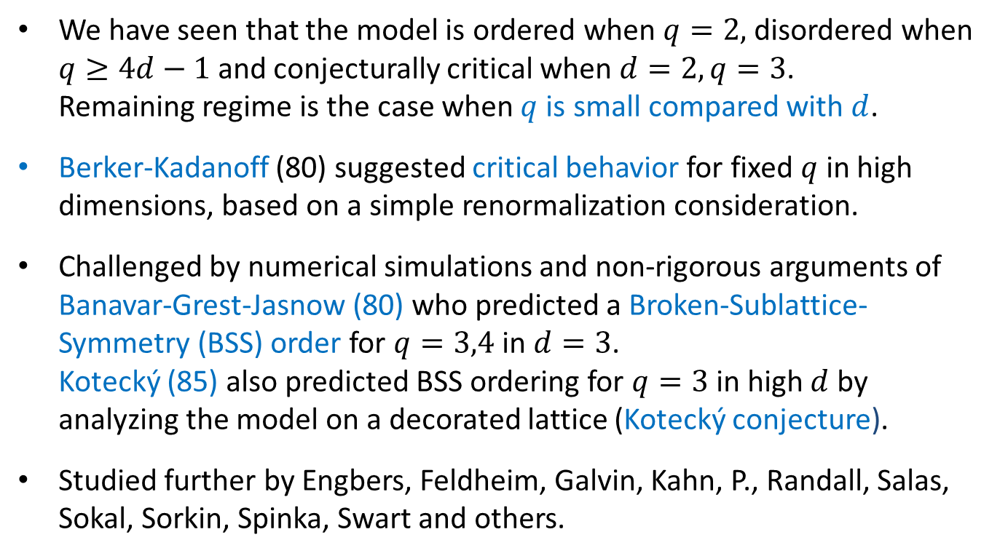 • We have seen that the model is ordered when q = 2, disordered when
q ≥ 4d − 1 and conjecturally critical when d = 2, q = 3.
Remaining regime is the case when q is small compared with d.
• Berker-Kadanoff (80) suggested critical behavior for fixed q in high
dimensions, based on a simple renormalization consideration.
• Challenged by numerical simulations and non-rigorous arguments of
Banavar-Grest-Jasnow (80) who predicted a Broken-Sublattice-
Symmetry (BSS) order for q = 3,4 in d = 3.
Kotecký (85) also predicted BSS ordering for q = 3 in high d by
analyzing the model on a decorated lattice (Kotecký conjecture).
• Studied further by Engbers, Feldheim, Galvin, Kahn, P., Randall, Salas,
Sokal, Sorkin, Spinka, Swart and others.